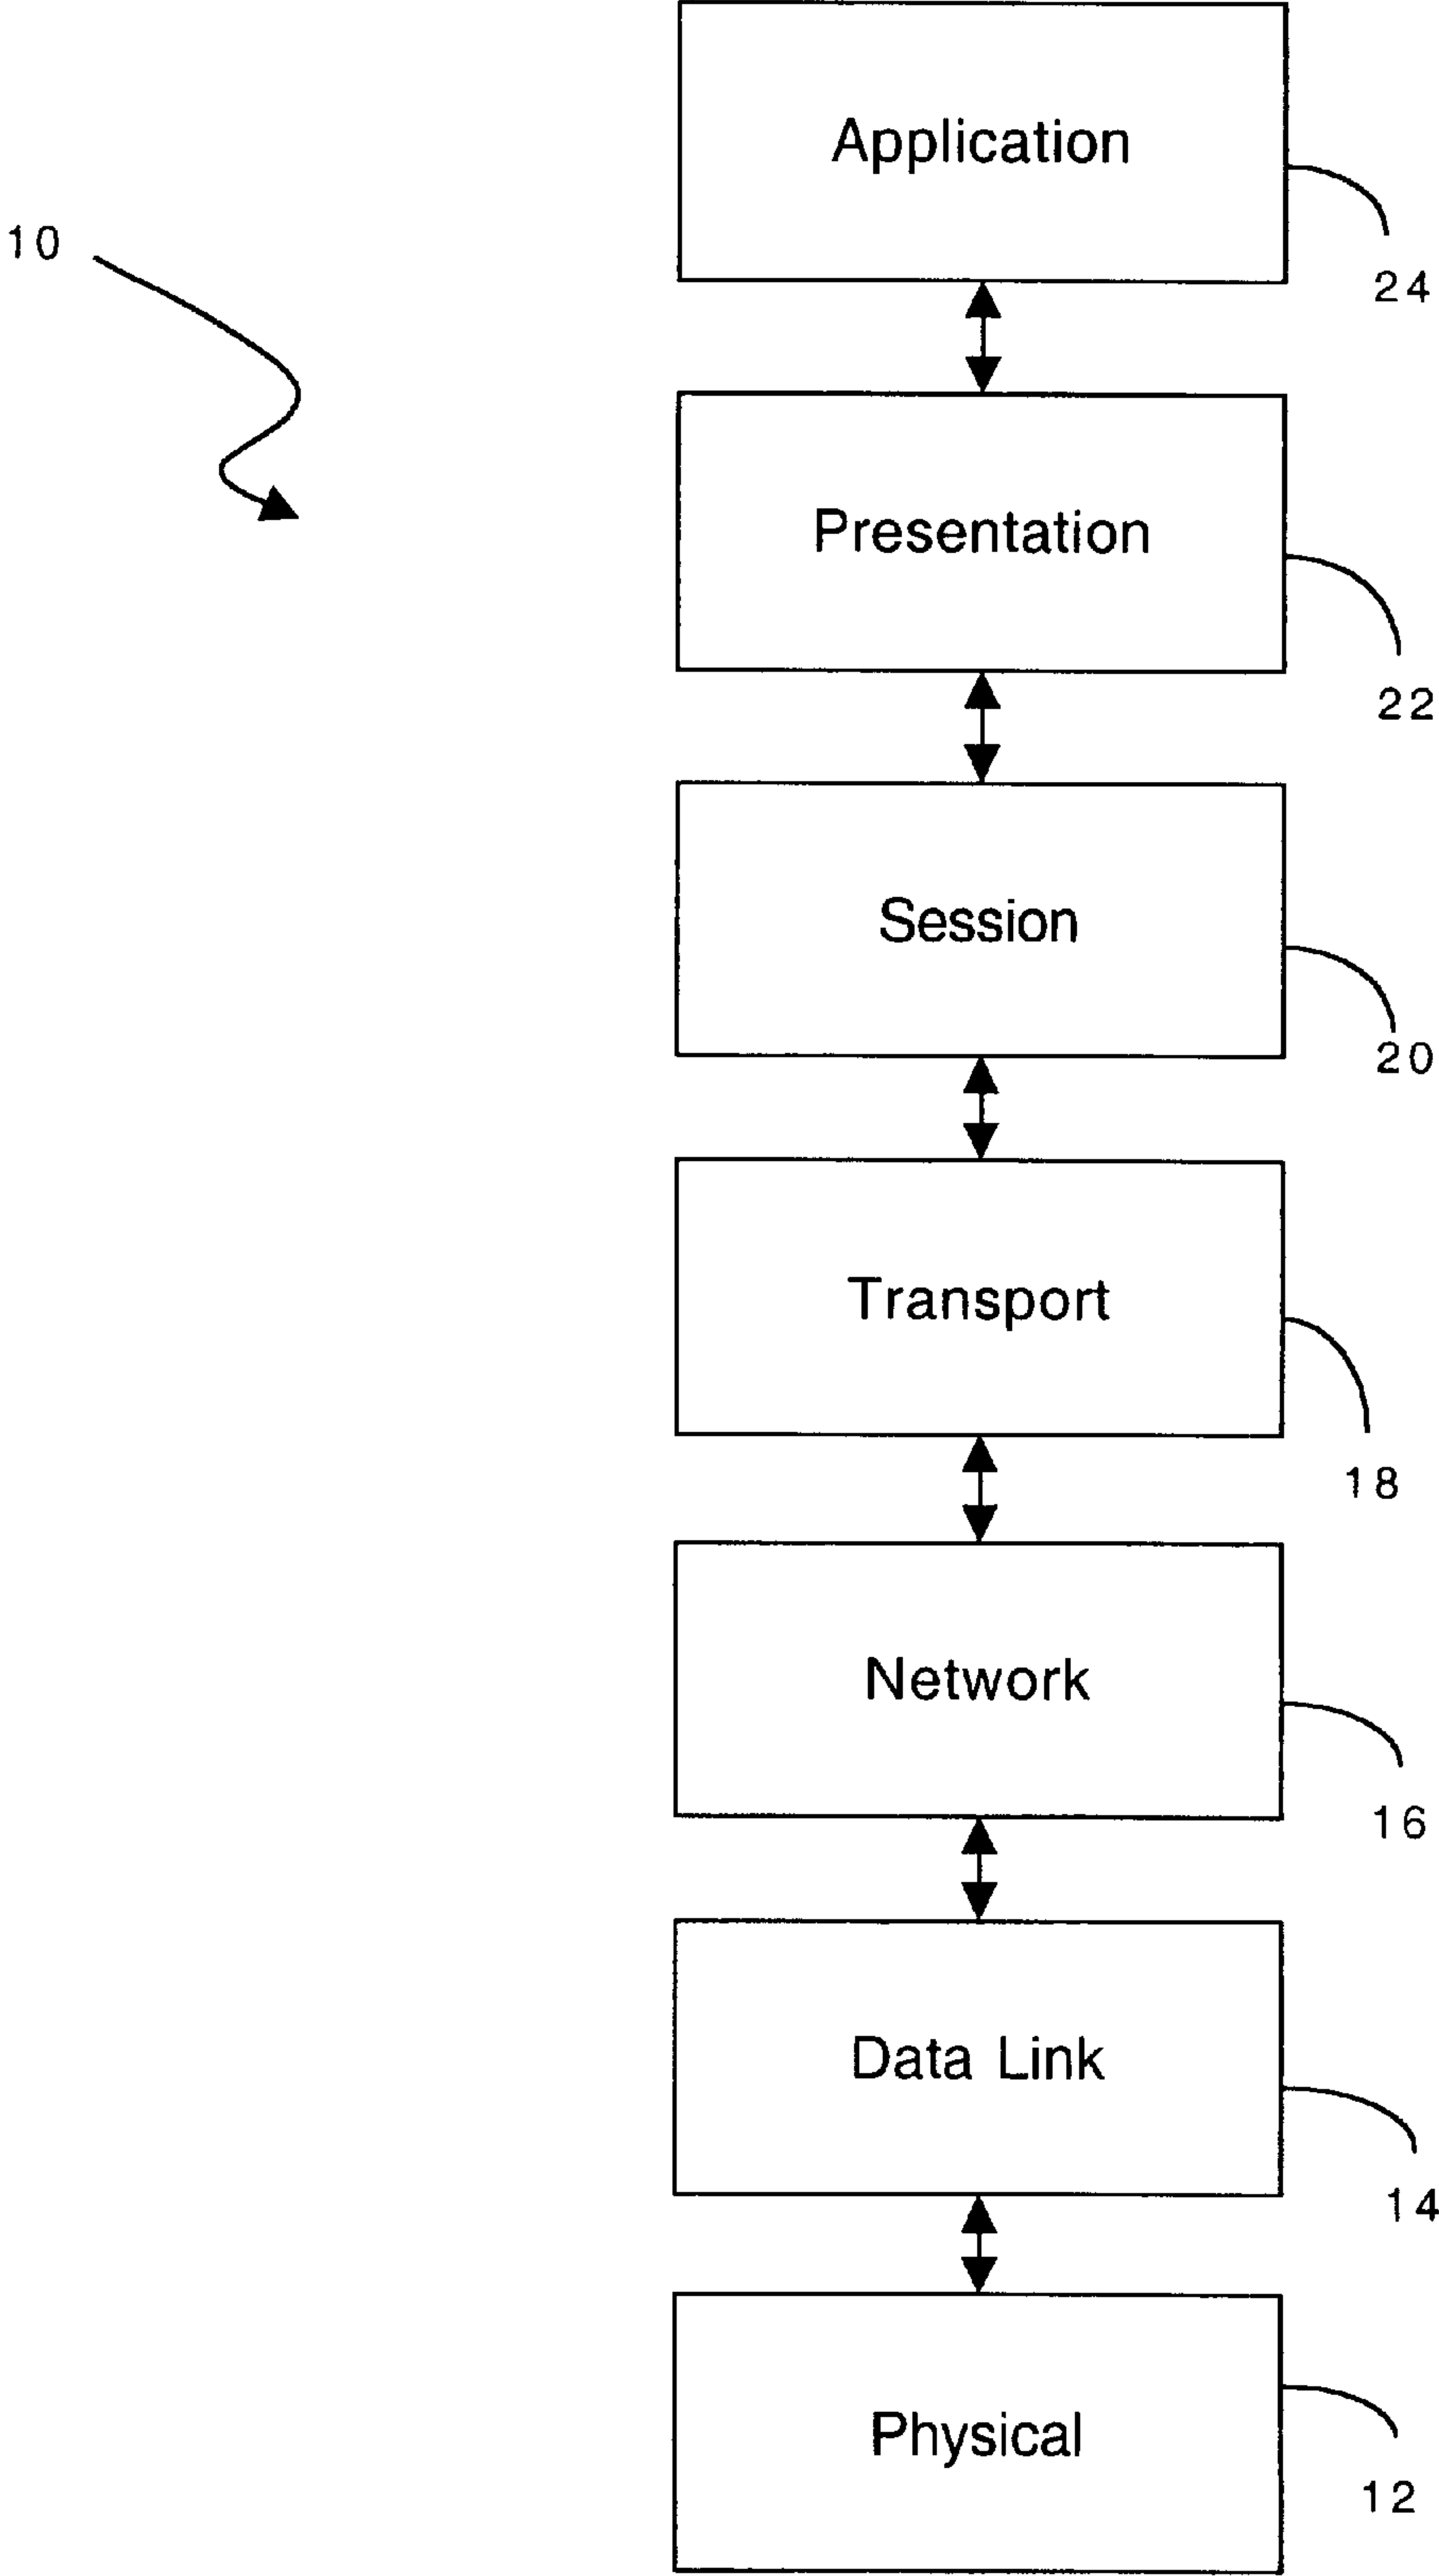 Application
10
24
Presentation
22
Session
20
Transport
18
Network
16
Data Link
14
Physical
12